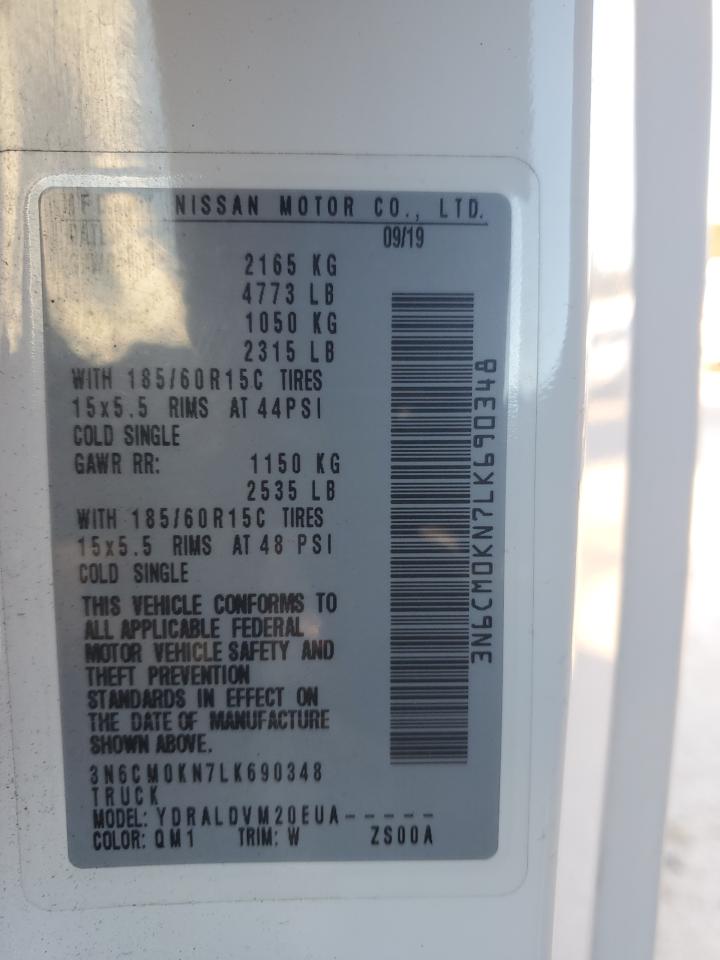 NISSAN MOTOR CO., LTD.
09/19
2165 KG
4773 LB
1050 KG
2315 LB
WITH 185/60R15C TIRES
15x5.5 RIMS AT 44PSI
COLD SINGLE
GAWR RR: 1150 KG
2535 LB
WITH 185/60R15C TIRES
15x5.5 RIMS AT 48 PSI
COLD SINGLE
THIS VEHICLE CONFORMS TO
ALL APPLICABLE FEDERAL
MOTOR VEHICLE SAFETY AND
THEFT PREVENTION
STANDARDS IN EFFECT ON
THE DATE OF MANUFACTURE
SHOWN ABOVE.
3N6CM0KN7LK690348
TRUCK
MODEL: YDRALDVM20EUA-----
COLOR: QM1 TRIM: W ZS00A
3N6CM0KN7LK690348